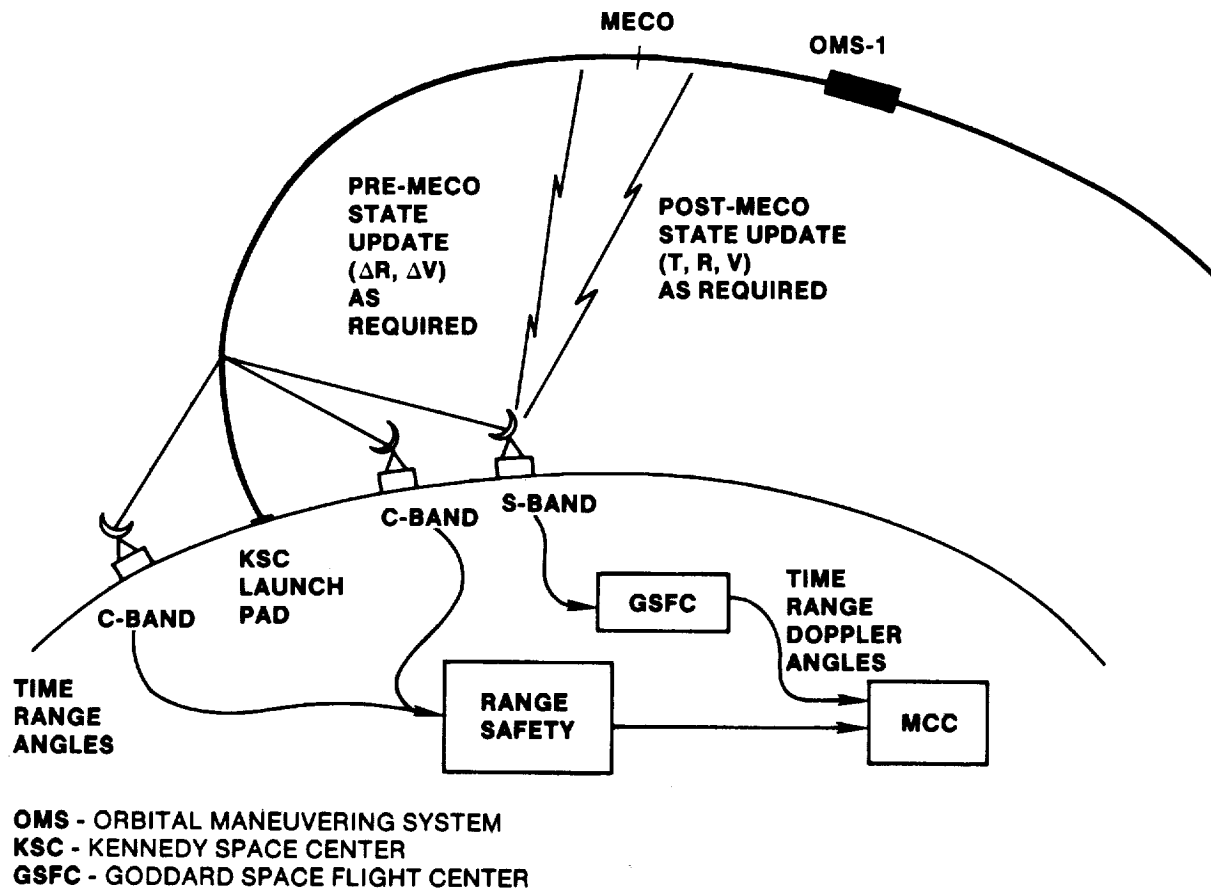 MECO
OMS-1
PRE-MECO
STATE
UPDATE
(ΔR, ΔV)
AS
REQUIRED
POST-MECO
STATE UPDATE
(T, R, V)
AS REQUIRED
C-BAND
KSC
LAUNCH
PAD
C-BAND
S-BAND
GSFC
TIME
RANGE
DOPPLER
ANGLES
TIME
RANGE
ANGLES
RANGE
SAFETY
MCC
OMS - ORBITAL MANEUVERING SYSTEM
KSC - KENNEDY SPACE CENTER
GSFC - GODDARD SPACE FLIGHT CENTER